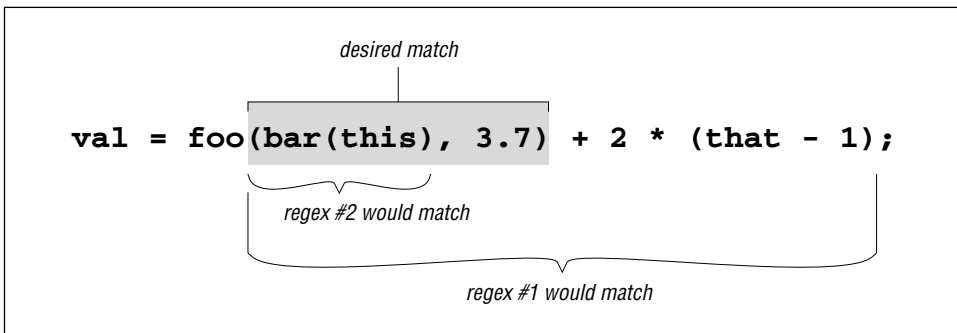 desired match
val = foo(bar(this), 3.7) + 2 * (that - 1);
regex #2 would match
regex #1 would match